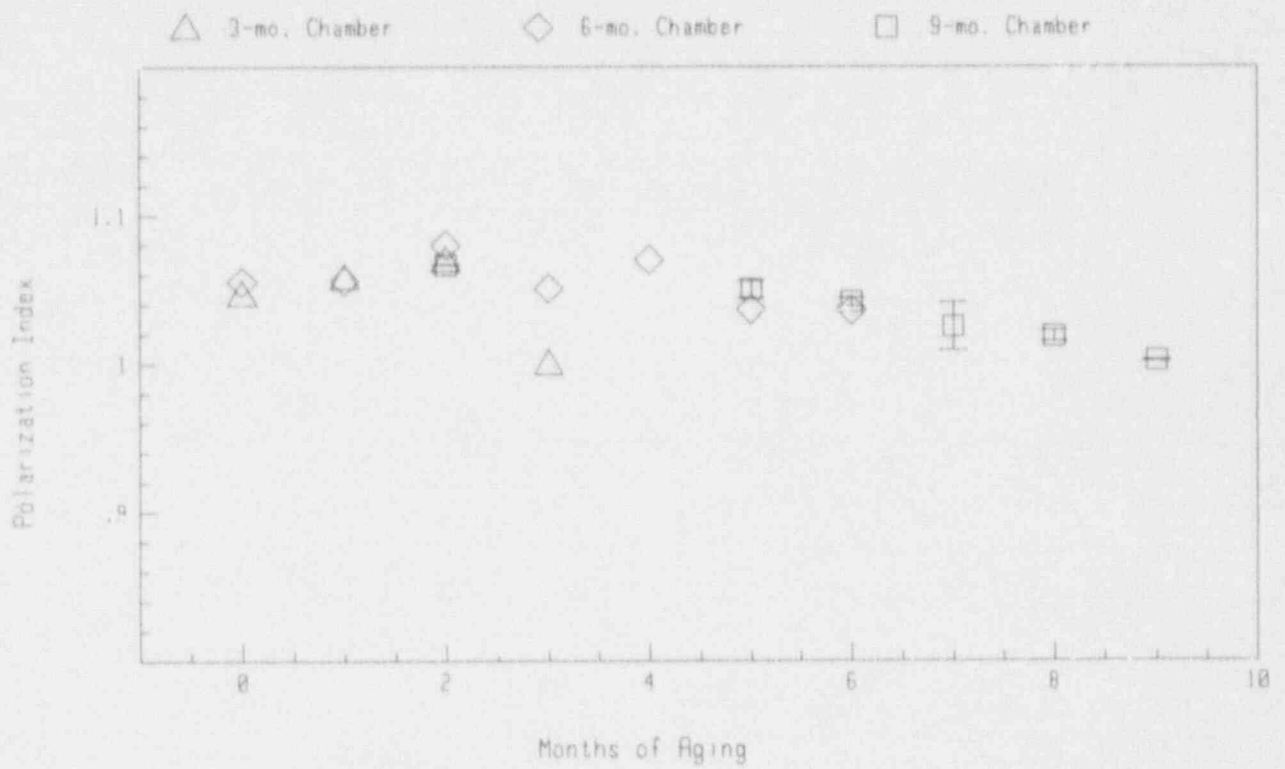 3-mo. Chamber 6-mo. Chamber 9-mo. Chamber
1.1
1
.9
Polarization Index
0 2 4 6 8 10
Months of Aging